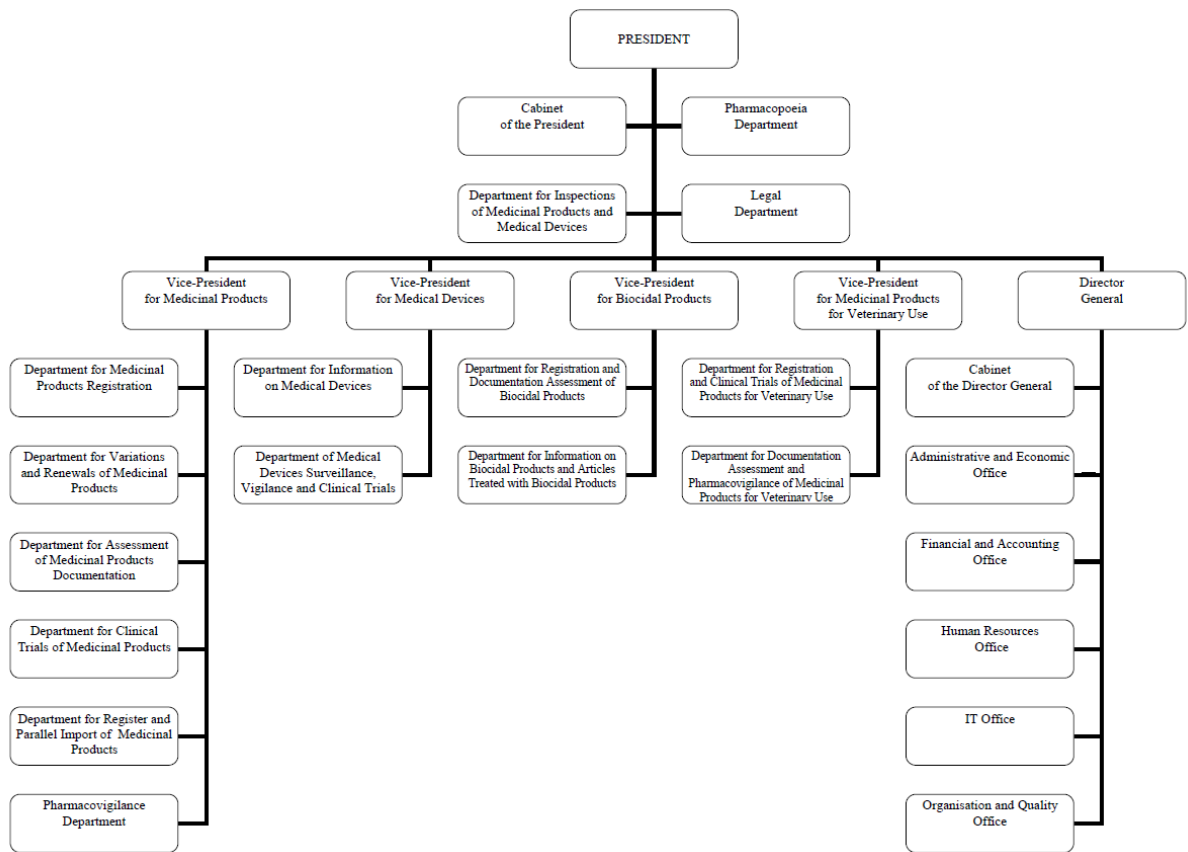 PRESIDENT
Cabinet
of the President
Pharmacopoeia
Department
Department for Inspections
of Medicinal Products and
Medical Devices
Legal
Department
Vice-President
for Medicinal Products
Vice-President
for Medical Devices
Vice-President
for Biocidal Products
Vice-President
for Medicinal Products
for Veterinary Use
Director
General
Department for Medicinal
Products Registration
Department for Information
on Medical Devices
Department for Registration and
Documentation Assessment of
Biocidal Products
Department for Registration
and Clinical Trials of Medicinal
Products for Veterinary Use
Cabinet
of the Director General
Department for Variations
and Renewals of Medicinal
Products
Department of Medical
Devices Surveillance,
Vigilance and Clinical Trials
Department for Information on
Biocidal Products and Articles
Treated with Biocidal Products
Department for Documentation
Assessment and
Pharmacovigilance of Medicinal
Products for Veterinary Use
Administrative and Economic
Office
Department for Assessment
of Medicinal Products
Documentation
Financial and Accounting
Office
Department for Clinical
Trials of Medicinal Products
Human Resources
Office
Department for Register and
Parallel Import of Medicinal
Products
IT Office
Pharmacovigilance
Department
Organisation and Quality
Office